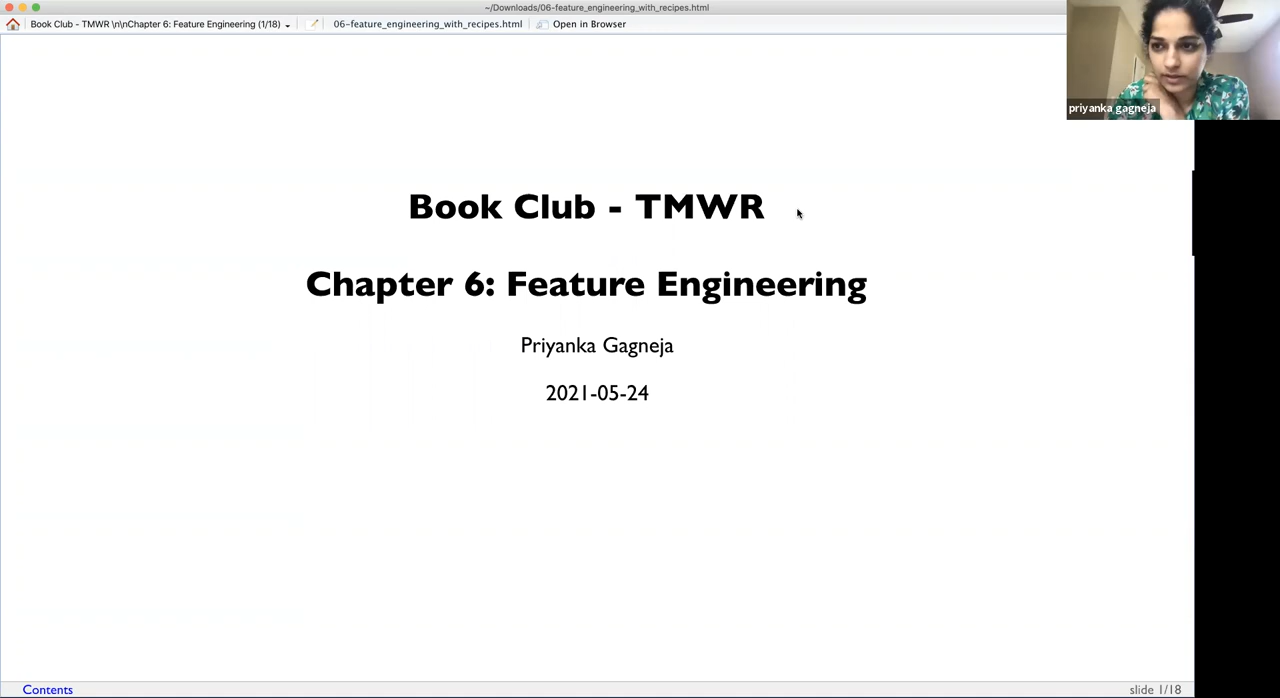 ~/Downloads/06-feature_engineering_with_recipes.html
Book Club - TMWR \n\nChapter 6: Feature Engineering (1/18)
06-feature_engineering_with_recipes.html
Open in Browser
priyanka gagneja
Book Club - TMWR
Chapter 6: Feature Engineering
Priyanka Gagneja
2021-05-24
Contents
slide 1/18